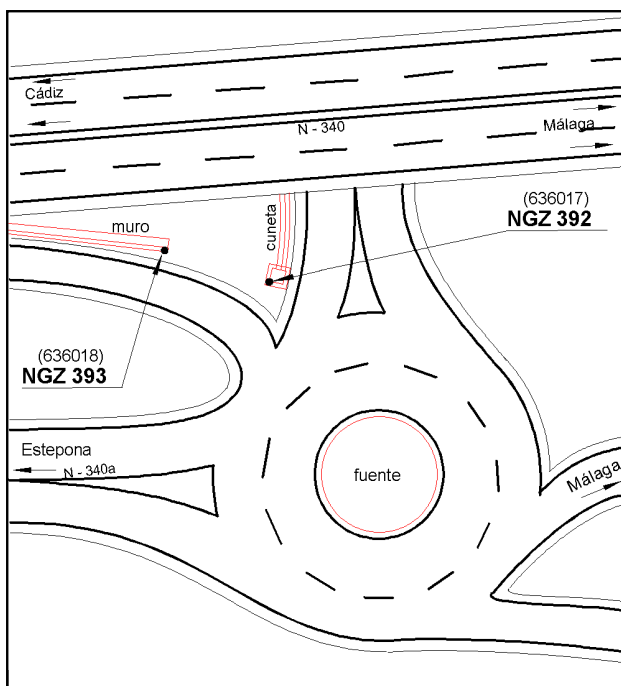 Cádiz
N - 340
Málaga
(636017)
NGZ 392
muro
cuneta
(636018)
NGZ 393
Estepona
N - 340a
fuente
Málaga